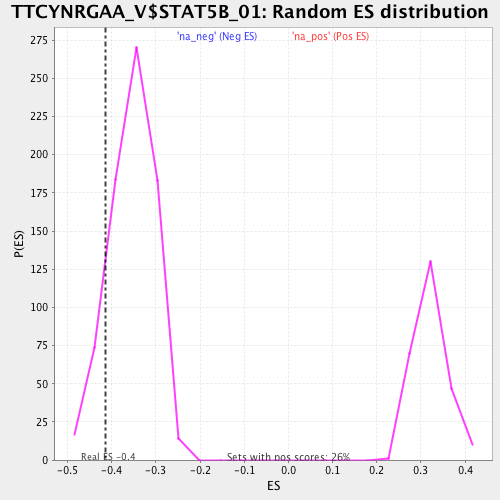 TTCYNRGAA_V$STAT5B_01: Random ES distribution
'na_neg' (Neg ES) 'na_pos' (Pos ES)
275
250
225
200
175
150
125
100
75
50
25
0
P(ES)
Real ES -0.4 Sets with pos scores: 26%
-0.5 -0.4 -0.3 -0.2 -0.1 0.0 0.1 0.2 0.3 0.4
ES